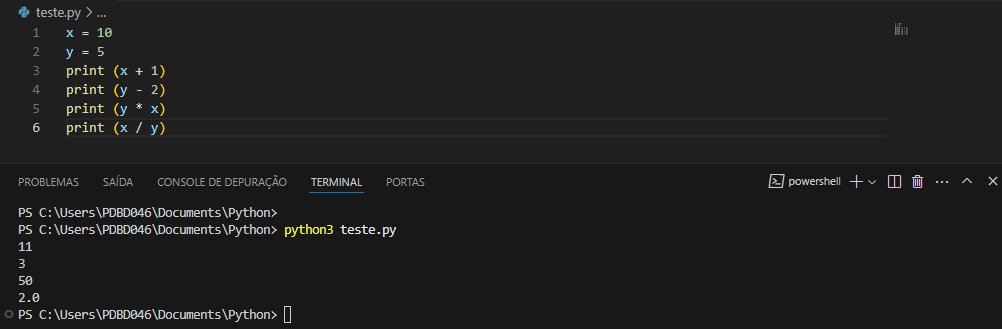 teste.py > ...
1 x = 10
2 y = 5
3 print (x + 1)
4 print (y - 2)
5 print (y * x)
6 print (x / y)
PROBLEMAS SAÍDA CONSOLE DE DEPURAÇÃO TERMINAL PORTAS powershell
PS C:\Users\PDBD046\Documents\Python>
PS C:\Users\PDBD046\Documents\Python> python3 teste.py
11
3
50
2.0
PS C:\Users\PDBD046\Documents\Python>